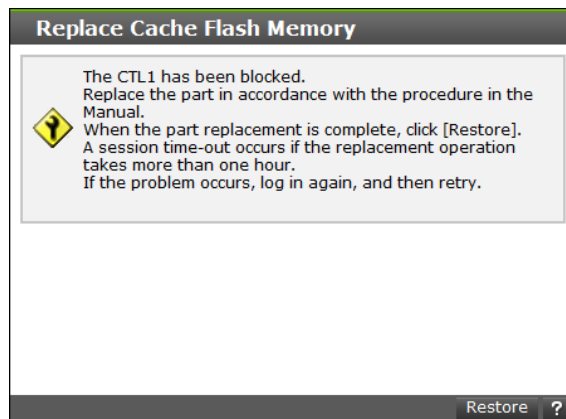 Replace Cache Flash Memory
The CTL1 has been blocked.
Replace the part in accordance with the procedure in the
Manual.
When the part replacement is complete, click [Restore].
A session time-out occurs if the replacement operation
takes more than one hour.
If the problem occurs, log in again, and then retry.
Restore ?